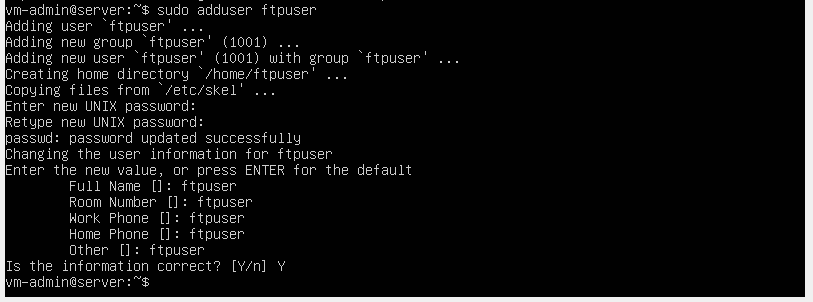 vm-admin@server:~$ sudo adduser ftpuser
Adding user `ftpuser' ...
Adding new group `ftpuser' (1001) ...
Adding new user `ftpuser' (1001) with group `ftpuser' ...
Creating home directory `/home/ftpuser' ...
Copying files from `/etc/skel' ...
Enter new UNIX password:
Retype new UNIX password:
passwd: password updated successfully
Changing the user information for ftpuser
Enter the new value, or press ENTER for the default
Full Name []: ftpuser
Room Number []: ftpuser
Work Phone []: ftpuser
Home Phone []: ftpuser
Other []: ftpuser
Is the information correct? [Y/n] Y
vm-admin@server:~$